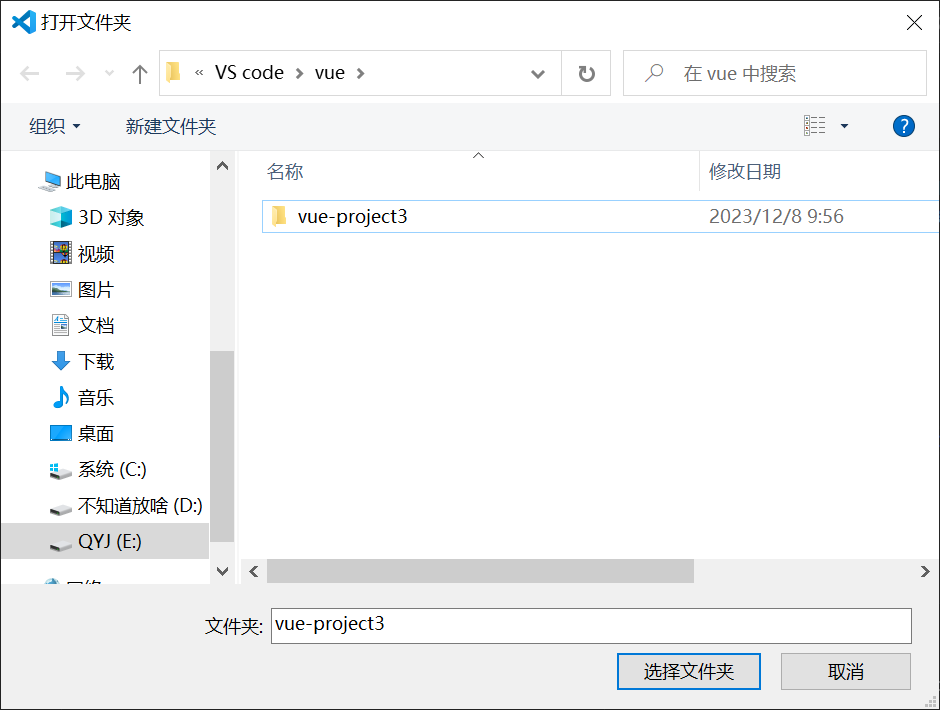 打开文件夹
« VS code › vue ›
在 vue 中搜索
组织
新建文件夹
?
名称
修改日期
此电脑
3D 对象
视频
图片
文档
下载
音乐
桌面
系统 (C:)
不知道放啥 (D:)
QYJ (E:)
vue-project3
2023/12/8 9:56
文件夹:
vue-project3
选择文件夹
取消